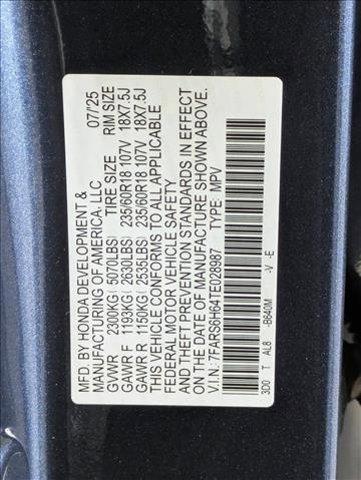 MFD. BY HONDA DEVELOPMENT & 07/25
MANUFACTURING OF AMERICA, LLC
GVWR 2300KG( 5070LBS) TIRE SIZE RIM SIZE
GAWR F 1193KG( 2630LBS) 235/60R18 107V 18X7.5J
GAWR R 1150KG( 2535LBS) 235/60R18 107V 18X7.5J
THIS VEHICLE CONFORMS TO ALL APPLICABLE
FEDERAL MOTOR VEHICLE SAFETY
AND THEFT PREVENTION STANDARDS IN EFFECT
ON THE DATE OF MANUFACTURE SHOWN ABOVE.
V.I.N: 7FARS6H64TE028987 TYPE: MPV
3D0 T AL8 -B640M -V -E